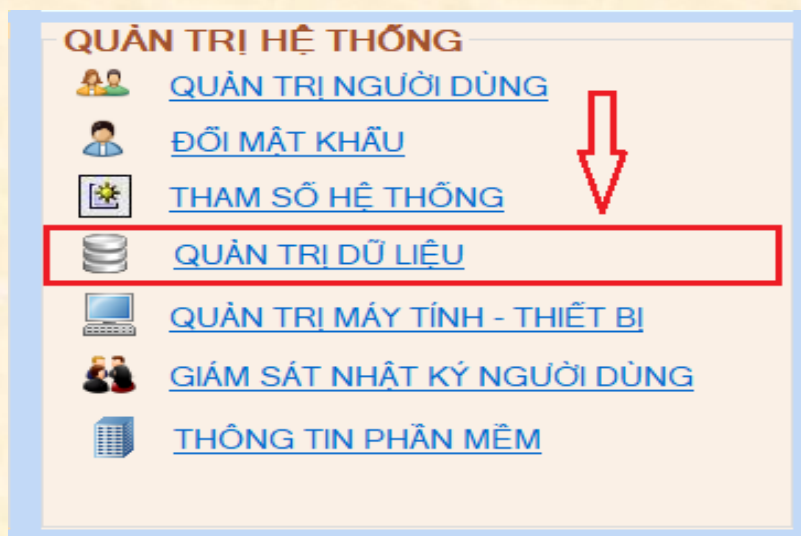 QUẢN TRỊ HỆ THỐNG
QUẢN TRỊ NGƯỜI DÙNG
ĐỔI MẬT KHẨU
THAM SỐ HỆ THỐNG
QUẢN TRỊ DỮ LIỆU
QUẢN TRỊ MÁY TÍNH - THIẾT BỊ
GIÁM SÁT NHẬT KÝ NGƯỜI DÙNG
THÔNG TIN PHẦN MỀM